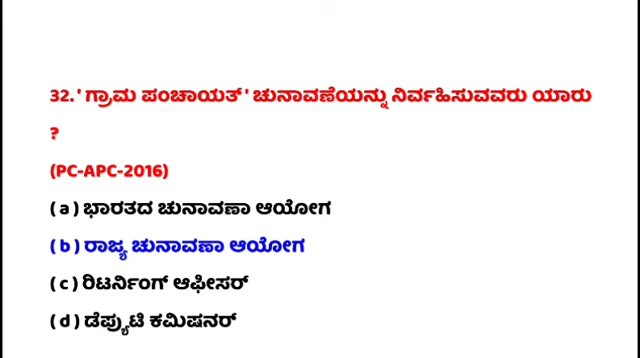 32. ' ಗ್ರಾಮ ಪಂಚಾಯತ್ ' ಚುನಾವಣೆಯನ್ನು ನಿರ್ವಹಿಸುವವರು ಯಾರು
?
(PC-APC-2016)
( a ) ಭಾರತದ ಚುನಾವಣಾ ಆಯೋಗ
( b ) ರಾಜ್ಯ ಚುನಾವಣಾ ಆಯೋಗ
( c ) ರಿಟರ್ನಿಂಗ್ ಆಫೀಸರ್
( d ) ಡೆಪ್ಯುಟಿ ಕಮಿಷನರ್